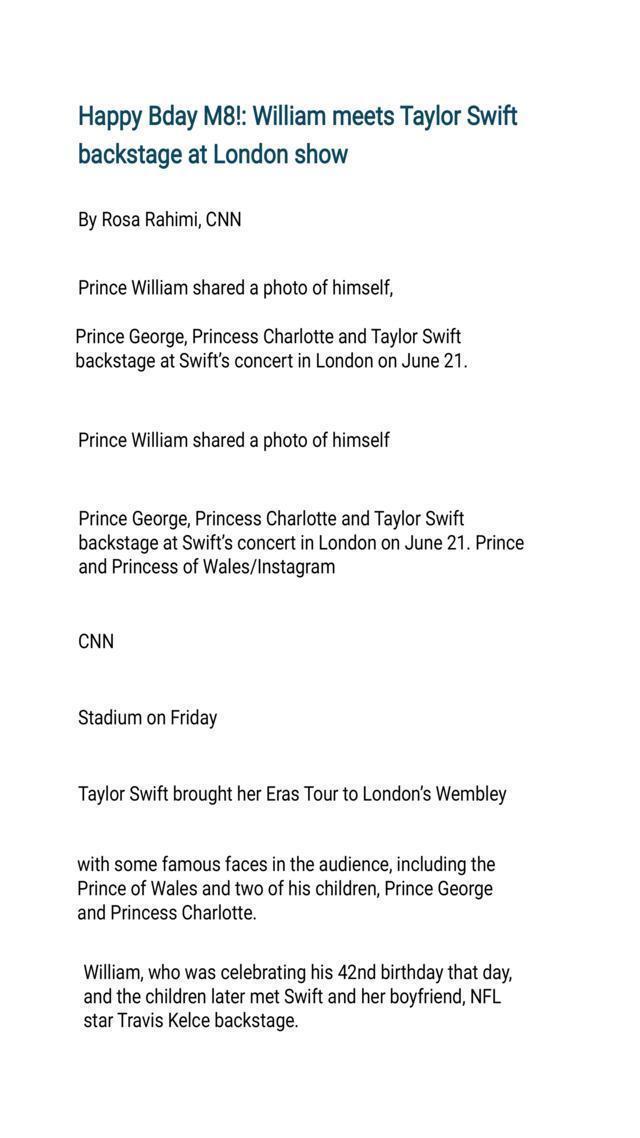 Happy Bday M8!: William meets Taylor Swift
backstage at London show
By Rosa Rahimi, CNN
Prince William shared a photo of himself,
Prince George, Princess Charlotte and Taylor Swift
backstage at Swift’s concert in London on June 21.
Prince William shared a photo of himself
Prince George, Princess Charlotte and Taylor Swift
backstage at Swift’s concert in London on June 21. Prince
and Princess of Wales/Instagram
CNN
Stadium on Friday
Taylor Swift brought her Eras Tour to London’s Wembley
with some famous faces in the audience, including the
Prince of Wales and two of his children, Prince George
and Princess Charlotte.
William, who was celebrating his 42nd birthday that day,
and the children later met Swift and her boyfriend, NFL
star Travis Kelce backstage.